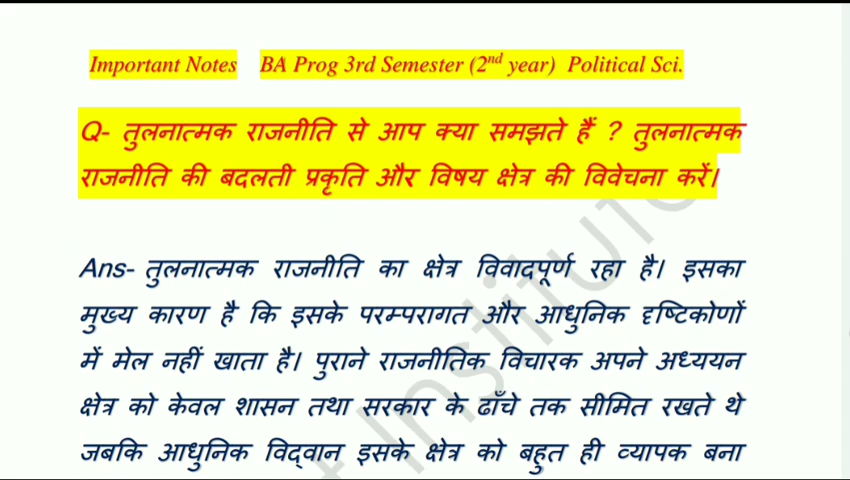 Important Notes BA Prog 3rd Semester (2nd year) Political Sci.
Q- तुलनात्मक राजनीति से आप क्या समझते हैं ? तुलनात्मक
राजनीति की बदलती प्रकृति और विषय क्षेत्र की विवेचना करें।
Ans- तुलनात्मक राजनीति का क्षेत्र विवादपूर्ण रहा है। इसका
मुख्य कारण है कि इसके परम्परागत और आधुनिक दृष्टिकोणों
में मेल नहीं खाता है। पुराने राजनीतिक विचारक अपने अध्ययन
क्षेत्र को केवल शासन तथा सरकार के ढाँचे तक सीमित रखते थे
जबकि आधुनिक विद्वान इसके क्षेत्र को बहुत ही व्यापक बना